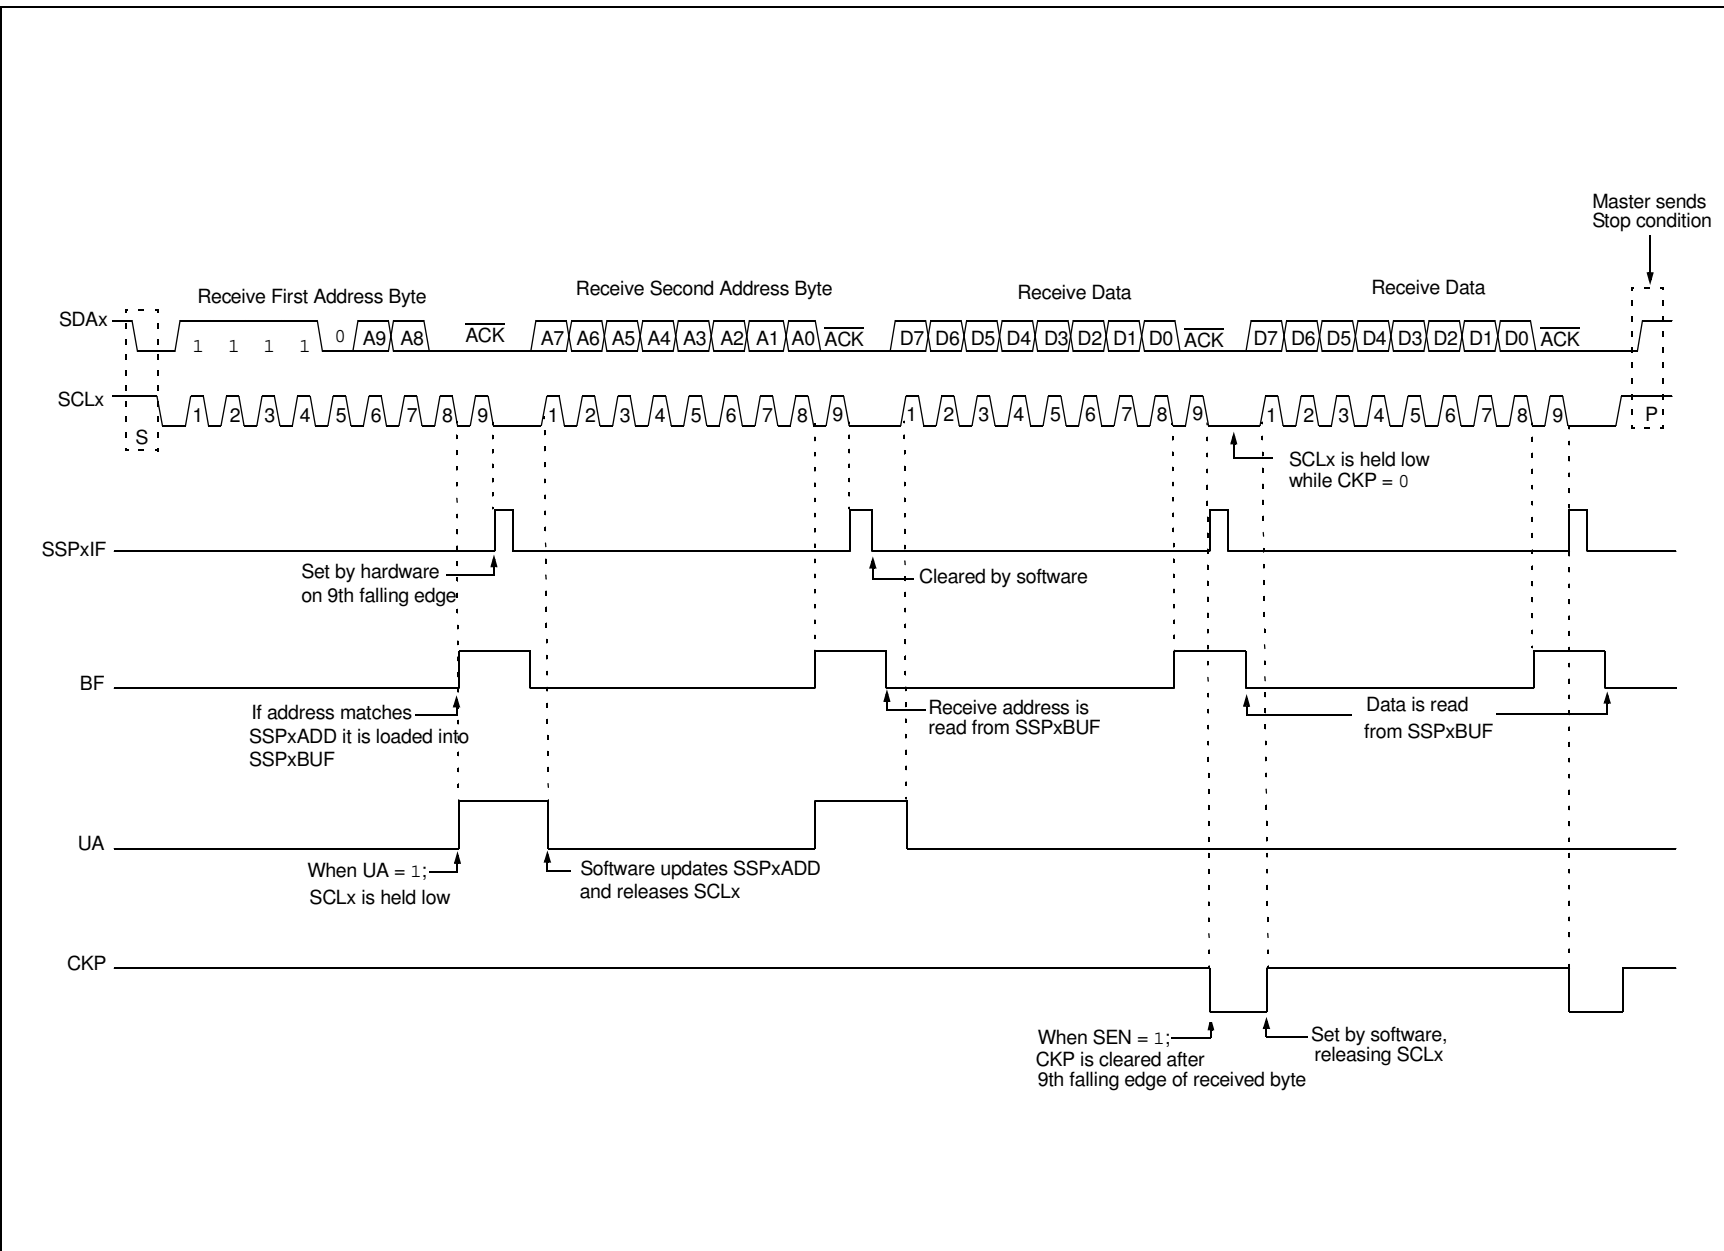 Master sends
Stop condition
Receive First Address Byte
Receive Second Address Byte
Receive Data
Receive Data
SDAx
1 1 1 1 0 A9 A8 ACK A7 A6 A5 A4 A3 A2 A1 A0 ACK D7 D6 D5 D4 D3 D2 D1 D0 ACK D7 D6 D5 D4 D3 D2 D1 D0 ACK
SCLx
S 1 2 3 4 5 6 7 8 9 1 2 3 4 5 6 7 8 9 1 2 3 4 5 6 7 8 9 1 2 3 4 5 6 7 8 9 P
SCLx is held low
while CKP = 0
SSPxIF
Set by hardware
on 9th falling edge
Cleared by software
BF
If address matches
SSPxADD it is loaded into
SSPxBUF
Receive address is
read from SSPxBUF
Data is read
from SSPxBUF
UA
When UA = 1;
SCLx is held low
Software updates SSPxADD
and releases SCLx
CKP
When SEN = 1;
CKP is cleared after
9th falling edge of received byte
Set by software,
releasing SCLx